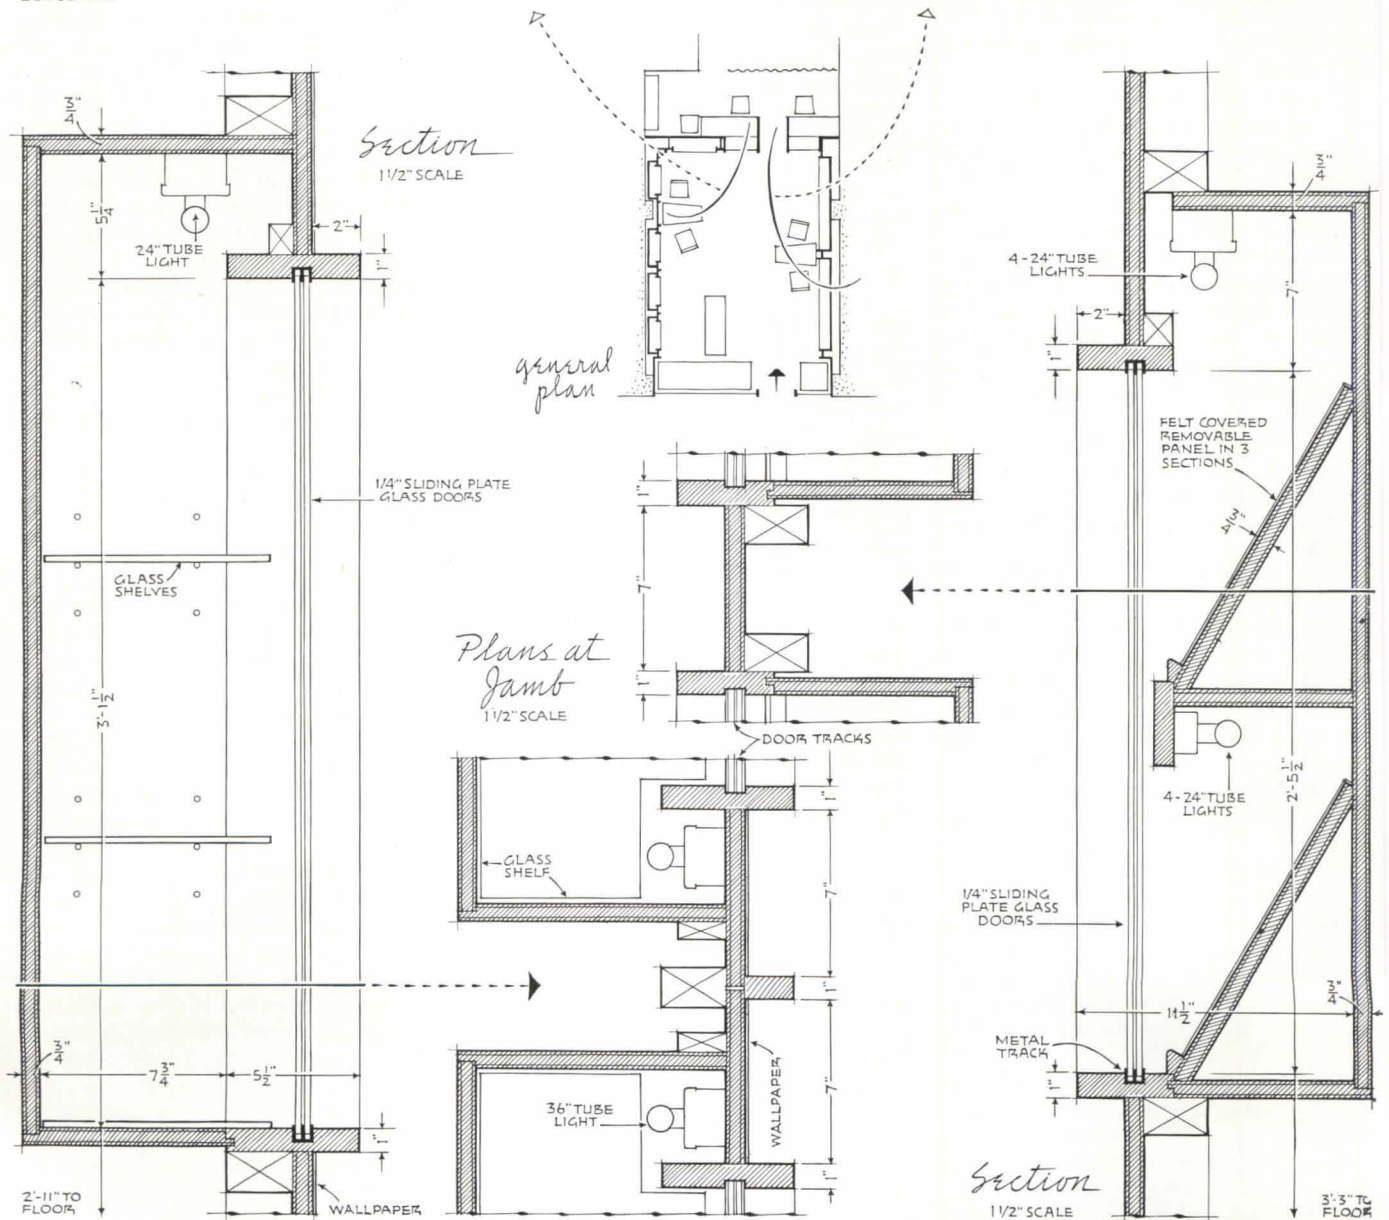 3/4"
Section
1 1/2" SCALE
5 1/4"
24" TUBE
LIGHT
2"
1"
1/4" SLIDING PLATE
GLASS DOORS
GLASS
SHELVES
3'-1 1/2"
3/4"
7 3/4"
5 1/2"
1"
2'-11" TO
FLOOR
WALLPAPER
general
plan
Plans at
Jamb
1 1/2" SCALE
1"
7"
1"
DOOR TRACKS
GLASS
SHELF
1"
7"
1"
7"
1"
WALLPAPER
36" TUBE
LIGHT
3/4"
4-24" TUBE
LIGHTS
7"
2"
1"
FELT COVERED
REMOVABLE
PANEL IN 3
SECTIONS
3/4"
4-24" TUBE
LIGHTS
2'-5 1/2"
1/4" SLIDING
PLATE GLASS
DOORS
11 1/2"
3/4"
METAL
TRACK
1"
Section
1 1/2" SCALE
3'-3" TO
FLOOR